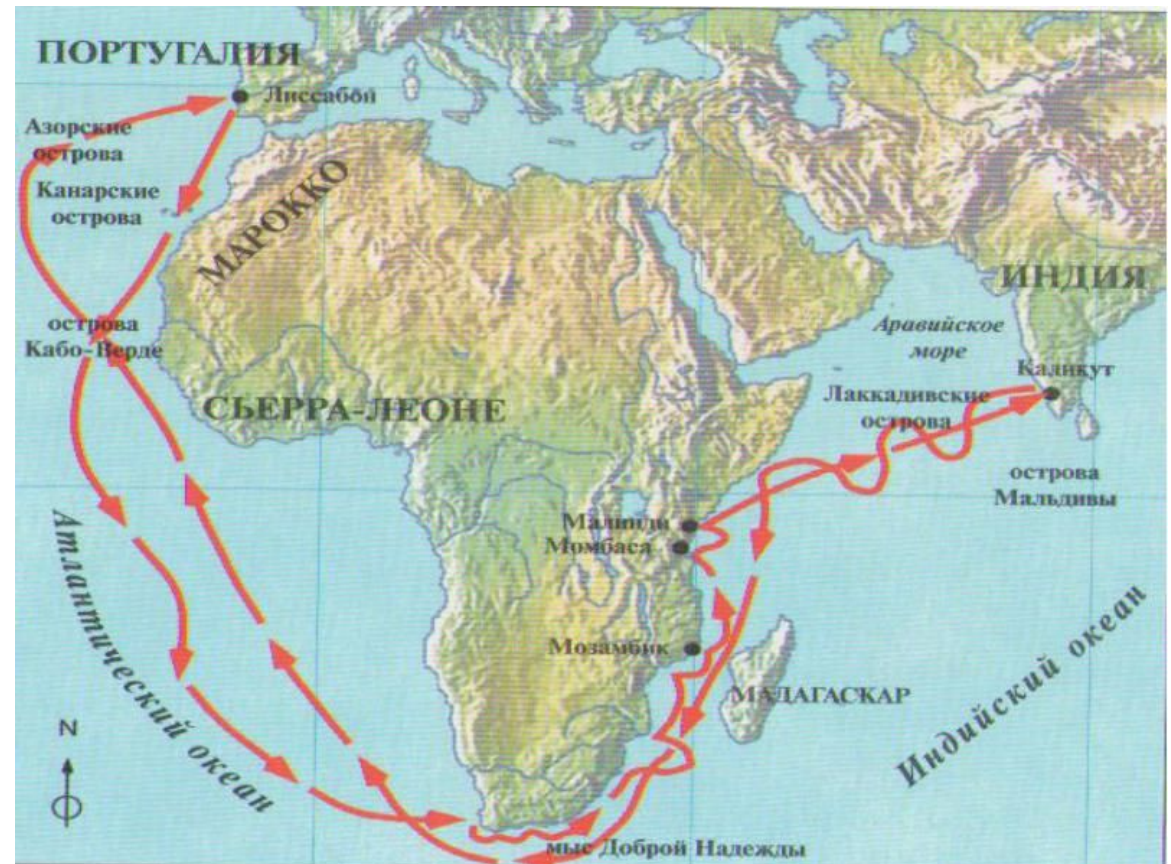 ПОРТУГАЛИЯ
Лиссабон
Азорские
острова
Канарские
острова
МАРОККО
ИНДИЯ
острова
Кабо-Верде
Аравийское
море
Каликут
СЬЕРРА-ЛЕОНЕ
Лаккадивские
острова
острова
Мальдивы
Малинди
Момбаса
Атлантический океан
Мозамбик
МАДАГАСКАР
Индийский океан
N
мыс Доброй Надежды